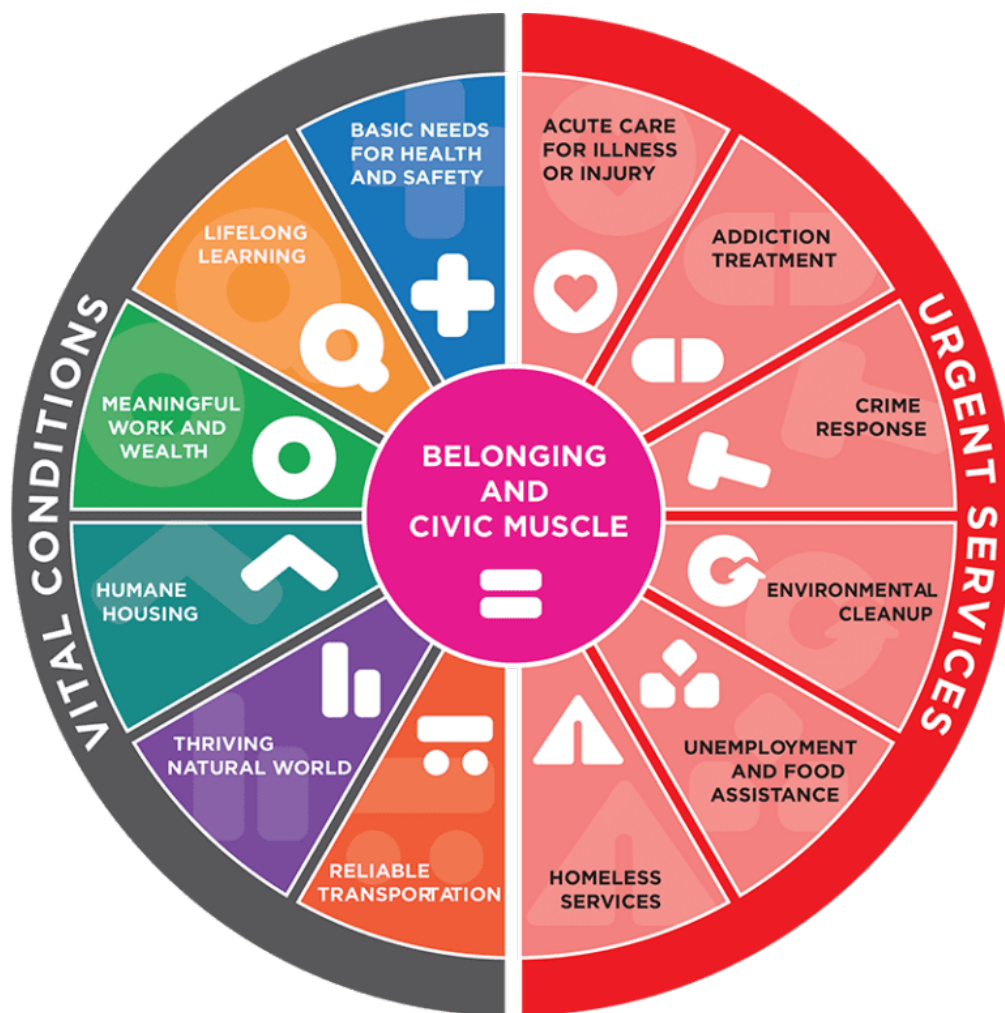 VITAL CONDITIONS
BASIC NEEDS
FOR HEALTH
AND SAFETY
LIFELONG
LEARNING
MEANINGFUL
WORK AND
WEALTH
HUMANE
HOUSING
THRIVING
NATURAL WORLD
RELIABLE
TRANSPORTATION
BELONGING
AND
CIVIC MUSCLE
URGENT SERVICES
ACUTE CARE
FOR ILLNESS
OR INJURY
ADDICTION
TREATMENT
CRIME
RESPONSE
ENVIRONMENTAL
CLEANUP
UNEMPLOYMENT
AND FOOD
ASSISTANCE
HOMELESS
SERVICES